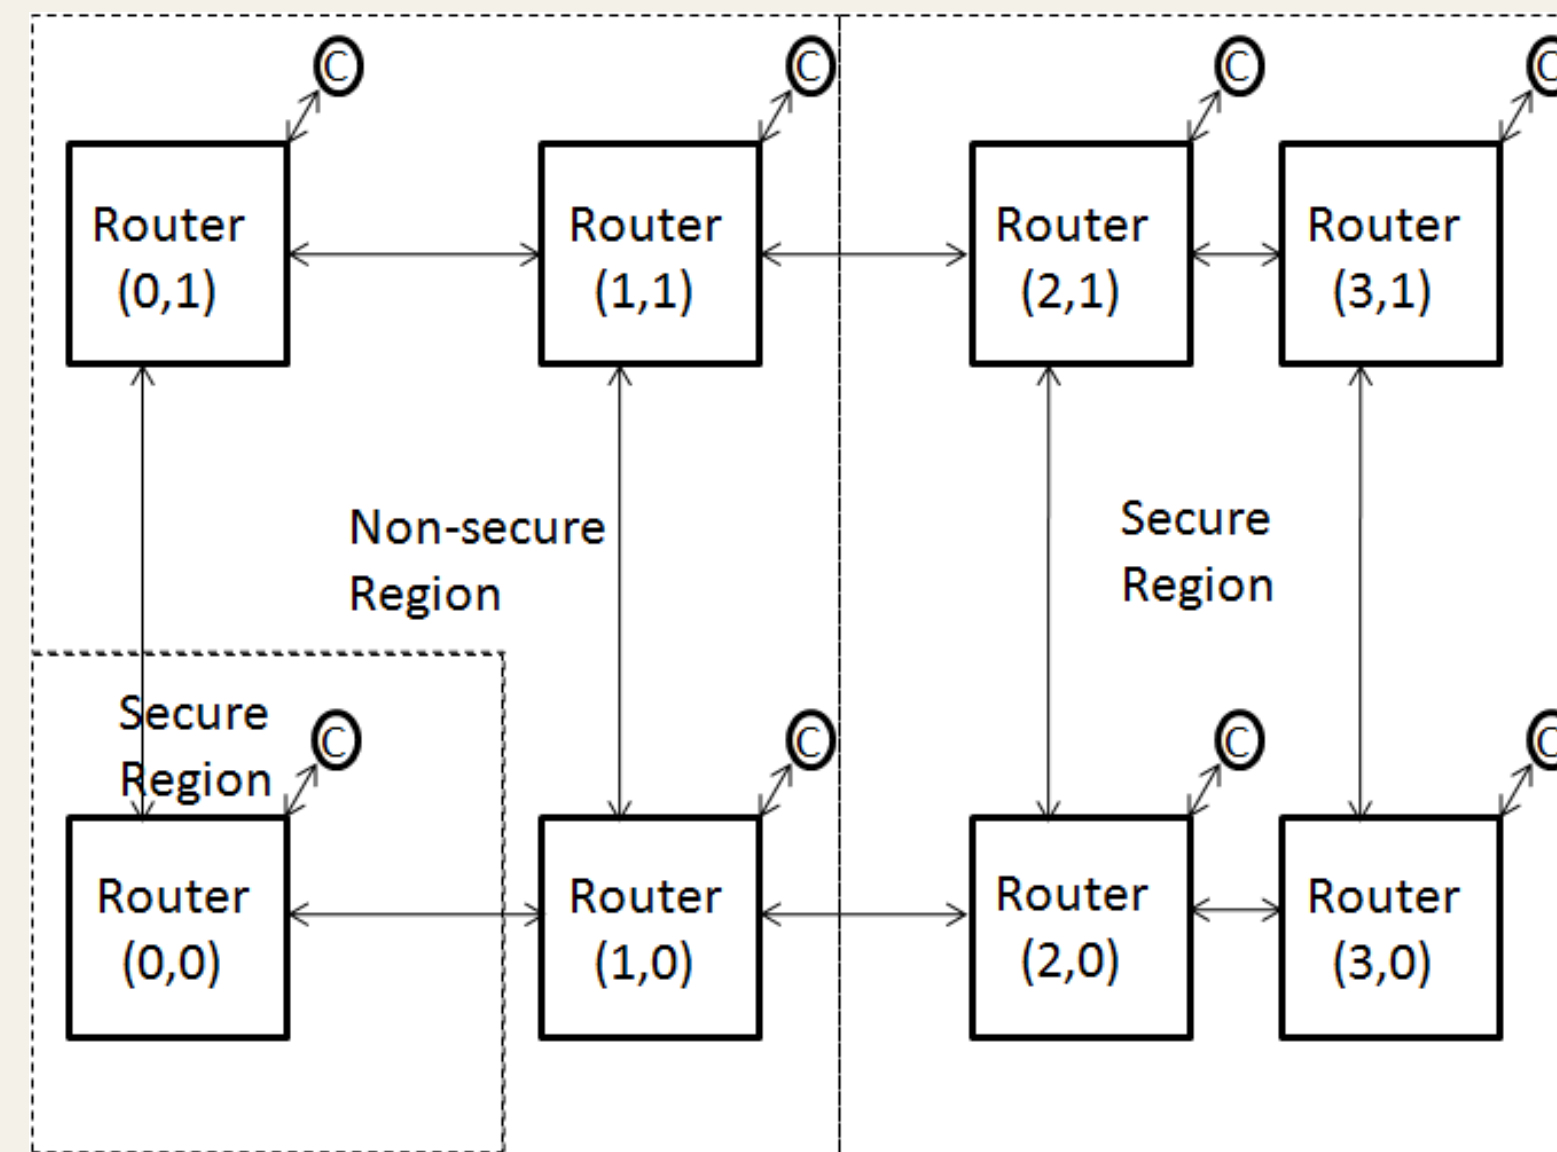 C
C
C
C
Router
(0,1)
Router
(1,1)
Router
(2,1)
Router
(3,1)
Non-secure
Region
Secure
Region
Secure
Region
C
C
C
C
Router
(0,0)
Router
(1,0)
Router
(2,0)
Router
(3,0)